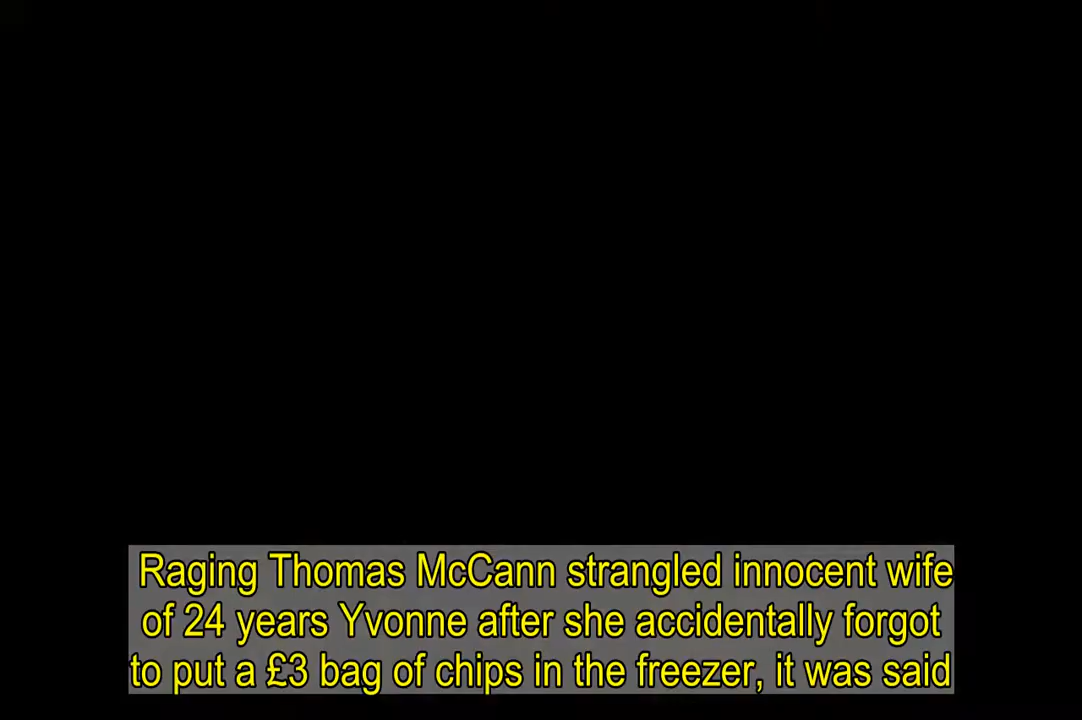 Raging Thomas McCann strangled innocent wife
of 24 years Yvonne after she accidentally forgot
to put a £3 bag of chips in the freezer, it was said